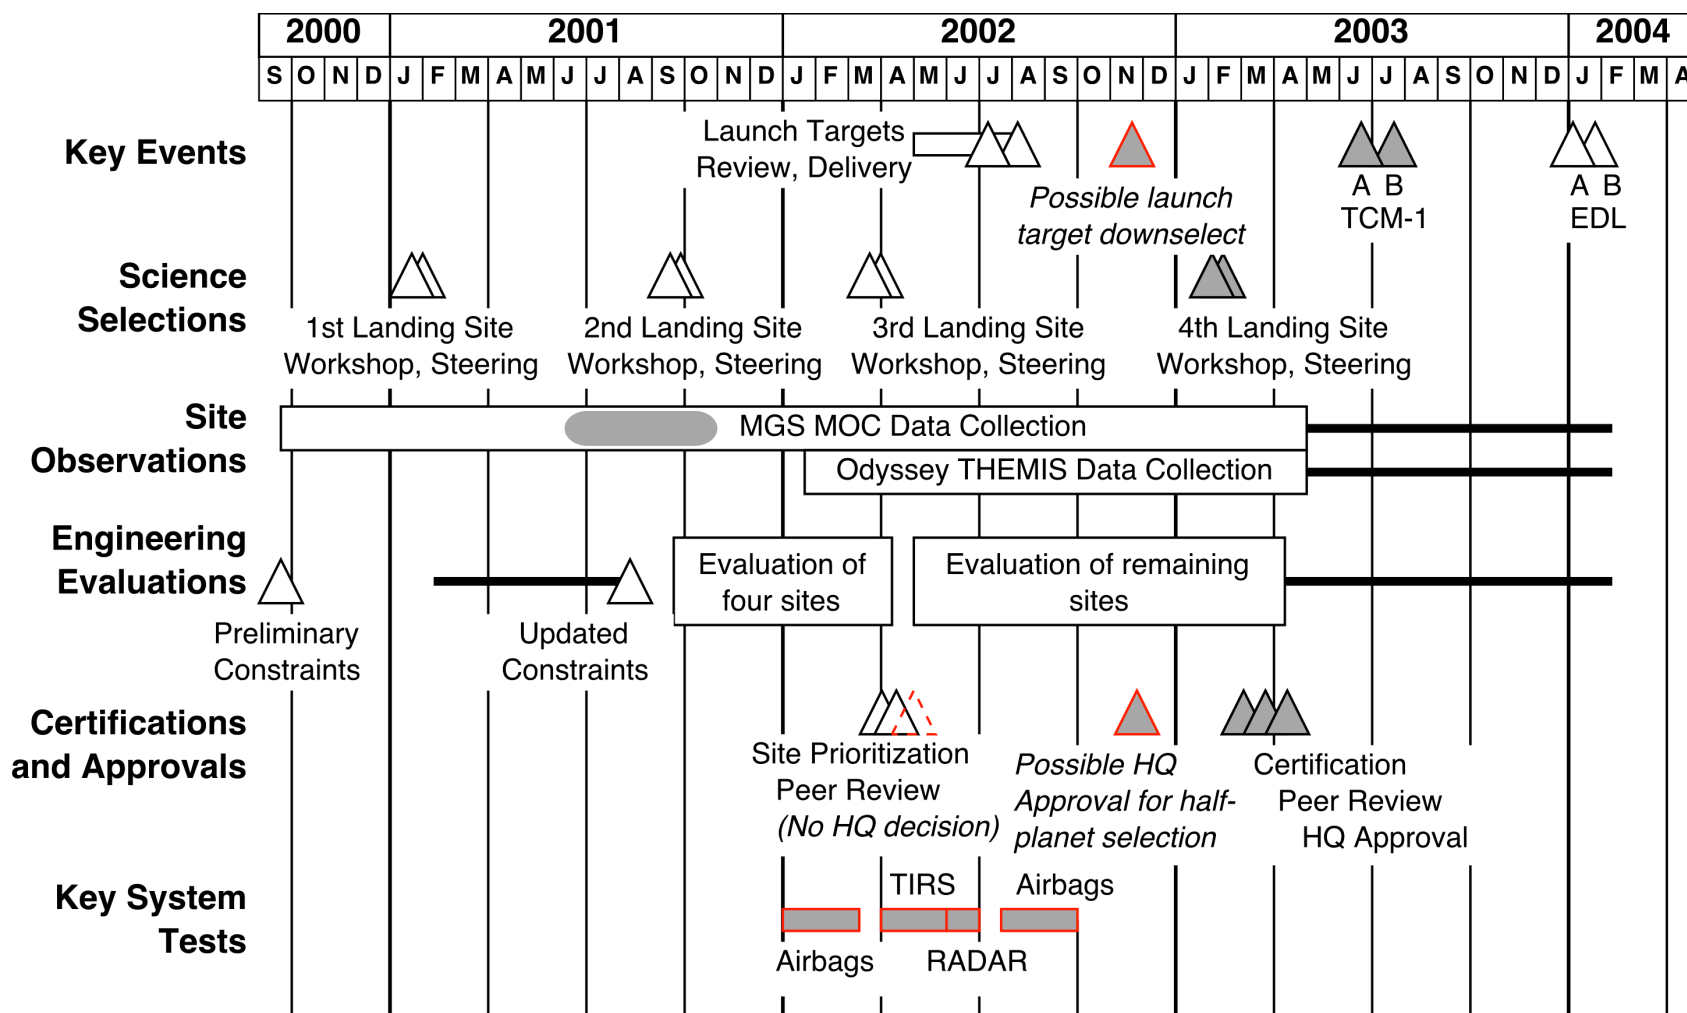 2000 2001 2002 2003 2004
S O N D J F M A M J J A S O N D J F M A M J J A S O N D J F M A M J J A S O N D J F M A
Key Events
Launch Targets
Review, Delivery
Possible launch
target downselect
A B
TCM-1
A B
EDL
Science
Selections
1st Landing Site
Workshop, Steering
2nd Landing Site
Workshop, Steering
3rd Landing Site
Workshop, Steering
4th Landing Site
Workshop, Steering
Site
Observations
MGS MOC Data Collection
Odyssey THEMIS Data Collection
Engineering
Evaluations
Preliminary
Constraints
Updated
Constraints
Evaluation of
four sites
Evaluation of remaining
sites
Certifications
and Approvals
Site Prioritization
Peer Review
(No HQ decision)
Possible HQ
Approval for half-
planet selection
Certification
Peer Review
HQ Approval
Key System
Tests
TIRS
Airbags
Airbags
RADAR